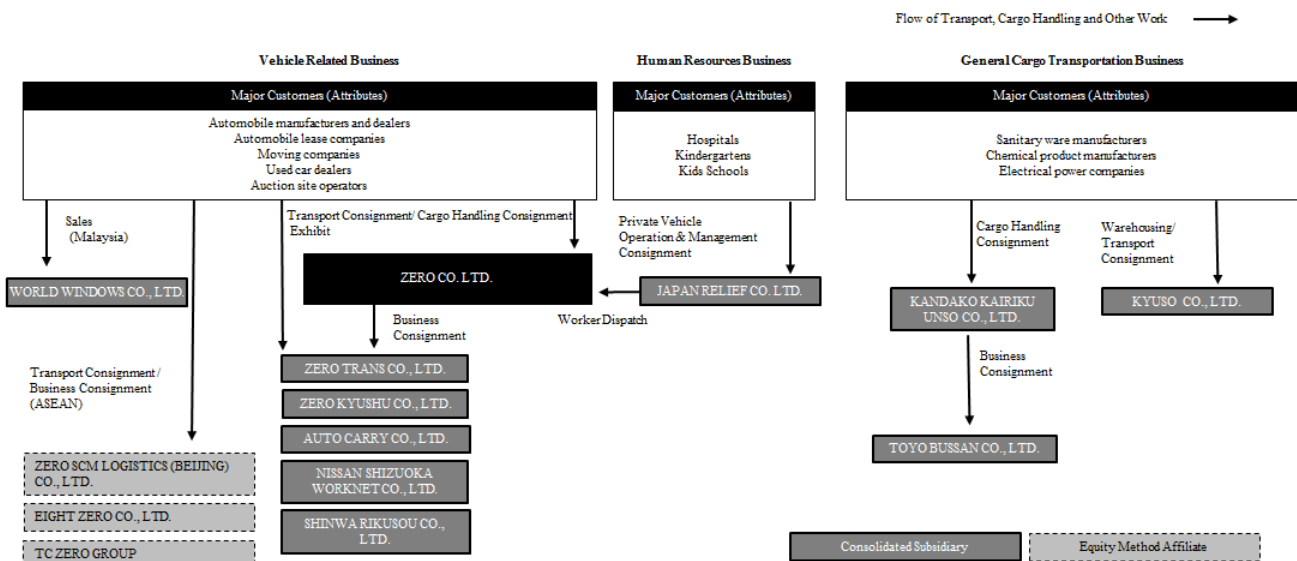 Flow of Transport, Cargo Handling and Other Work
Vehicle Related Business
Major Customers (Attributes)
Automobile manufacturers and dealers
Automobile lease companies
Moving companies
Used car dealers
Auction site operators
Human Resources Business
Major Customers (Attributes)
Hospitals
Kindergartens
Kids Schools
General Cargo Transportation Business
Major Customers (Attributes)
Sanitary ware manufacturers
Chemical product manufacturers
Electrical power companies
Sales
(Malaysia)
Transport Consignment/ Cargo Handling Consignment
Exhibit
Private Vehicle
Operation & Management
Consignment
Cargo Handling
Consignment
Warehousing/
Transport
Consignment
WORLD WINDOWS CO., LTD.
ZERO CO. LTD.
JAPAN RELIEF CO. LTD.
KANDAKO KAIRIKU
UNSO CO., LTD.
KYUSO CO., LTD.
Business
Consignment
Worker Dispatch
Transport Consignment /
Business Consignment
(ASEAN)
ZERO TRANS CO., LTD.
ZERO KYUSHU CO., LTD.
AUTO CARRY CO., LTD.
NISSAN SHIZUOKA
WORKNET CO., LTD.
SHINWA RIKUSOU CO.,
LTD.
Business
Consignment
TOYO BUSSAN CO., LTD.
ZERO SCM LOGISTICS (BEIJING)
CO., LTD.
EIGHT ZERO CO., LTD.
TC ZERO GROUP
Consolidated Subsidiary
Equity Method Affiliate